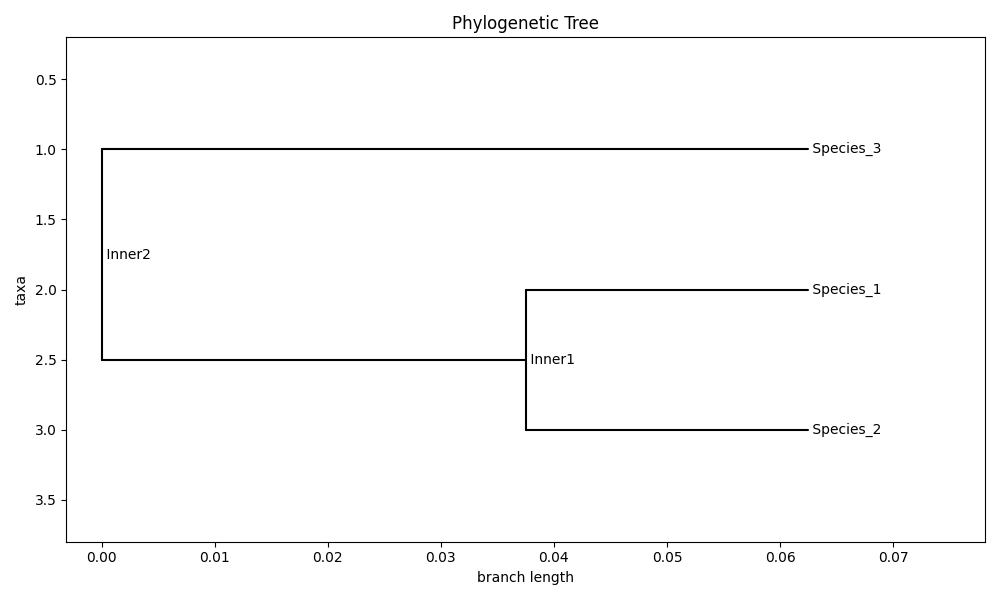 Phylogenetic Tree
0.5
1.0
1.5
2.0
2.5
3.0
3.5
taxa
Species_3
Inner2
Species_1
Inner1
Species_2
0.00 0.01 0.02 0.03 0.04 0.05 0.06 0.07
branch length